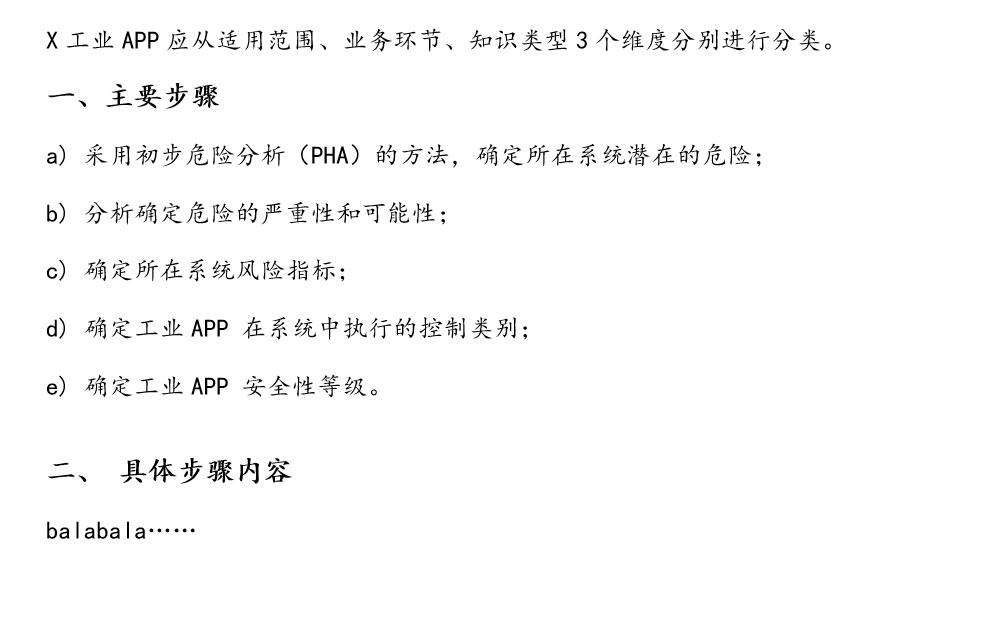 X 工业 APP 应从适用范围、业务环节、知识类型 3 个维度分别进行分类。
一、主要步骤
a) 采用初步危险分析（PHA）的方法，确定所在系统潜在的危险；
b) 分析确定危险的严重性和可能性；
c) 确定所在系统风险指标；
d) 确定工业 APP 在系统中执行的控制类别；
e) 确定工业 APP 安全性等级。
二、 具体步骤内容
balabala……